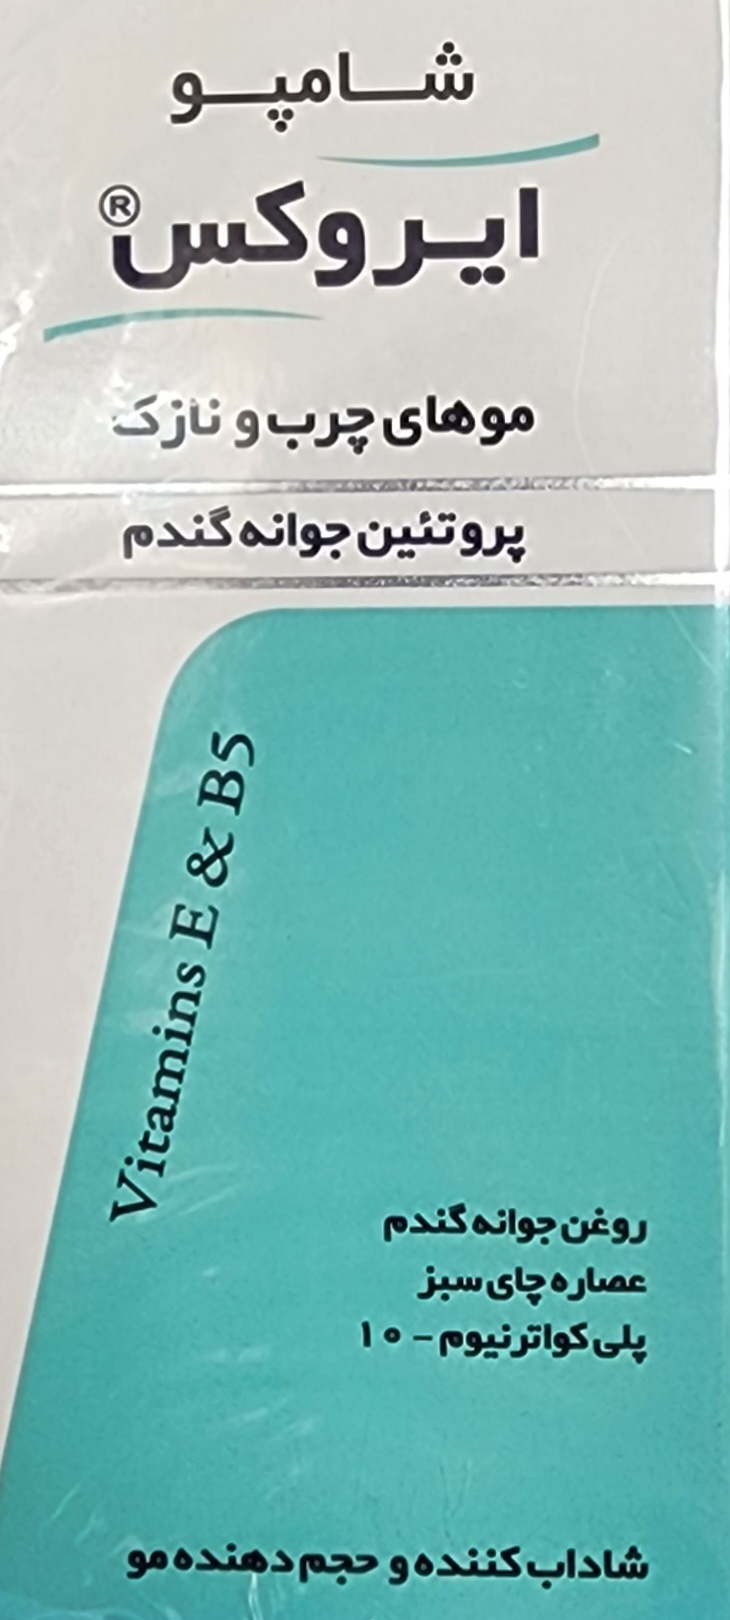 شامپو
ایروکس®
موهای چرب و نازک
پروتئین جوانه گندم
Vitamins E & B5
روغن جوانه گندم
عصاره چای سبز
پلی کواترنیوم - ۱۰
شاداب کننده و حجم دهنده مو